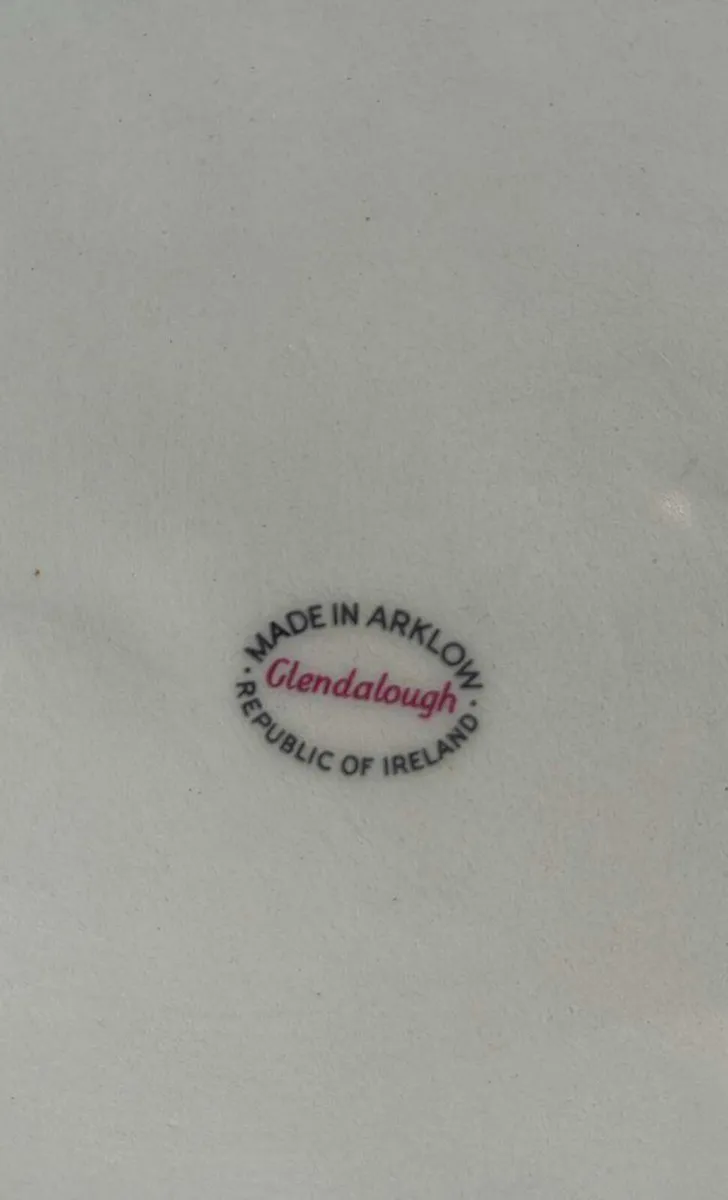 MADE IN ARKLOW
Glendalough
REPUBLIC OF IRELAND